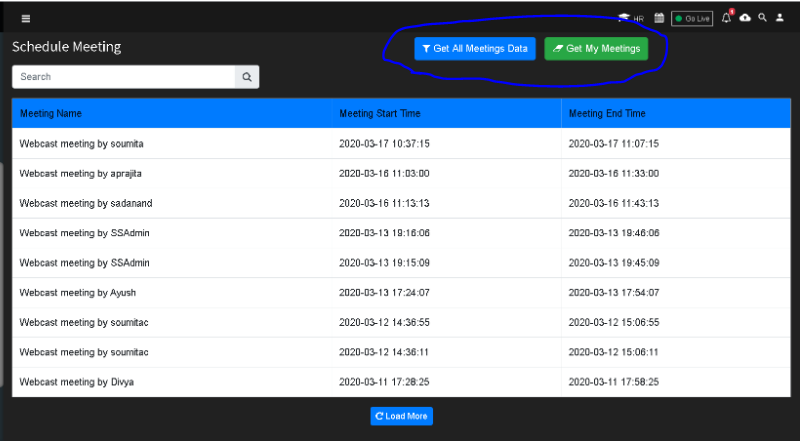 HR Go Live 1
Schedule Meeting
Get All Meetings Data Get My Meetings
Search
Meeting Name Meeting Start Time Meeting End Time
Webcast meeting by soumita 2020-03-17 10:37:15 2020-03-17 11:07:15
Webcast meeting by aprajita 2020-03-16 11:03:00 2020-03-16 11:33:00
Webcast meeting by sadanand 2020-03-16 11:13:13 2020-03-16 11:43:13
Webcast meeting by SSAdmin 2020-03-13 19:16:06 2020-03-13 19:46:06
Webcast meeting by SSAdmin 2020-03-13 19:15:09 2020-03-13 19:45:09
Webcast meeting by Ayush 2020-03-13 17:24:07 2020-03-13 17:54:07
Webcast meeting by soumitac 2020-03-12 14:36:55 2020-03-12 15:06:55
Webcast meeting by soumitac 2020-03-12 14:36:11 2020-03-12 15:06:11
Webcast meeting by Divya 2020-03-11 17:28:25 2020-03-11 17:58:25
Load More